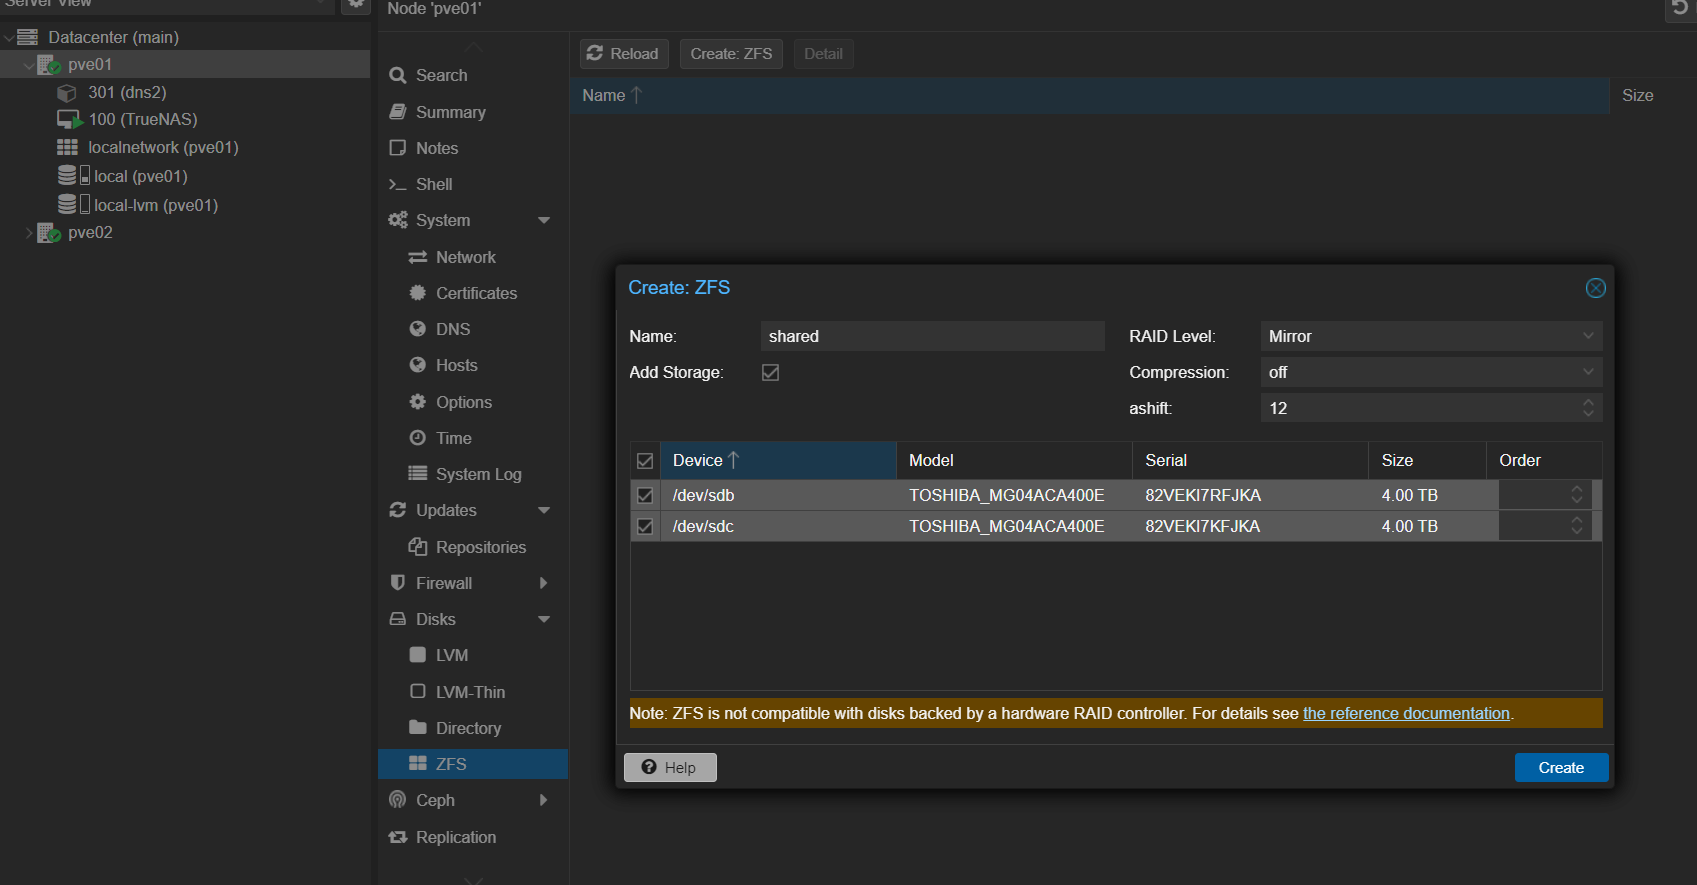 Server View
Node 'pve01'
Datacenter (main)
pve01
301 (dns2)
100 (TrueNAS)
localnetwork (pve01)
local (pve01)
local-lvm (pve01)
pve02
Search
Summary
Notes
Shell
System
Network
Certificates
DNS
Hosts
Options
Time
System Log
Updates
Repositories
Firewall
Disks
LVM
LVM-Thin
Directory
ZFS
Ceph
Replication
Reload Create: ZFS Detail
Name Size
Create: ZFS
Name: shared RAID Level: Mirror
Add Storage: Compression: off
ashift: 12
Device Model Serial Size Order
/dev/sdb TOSHIBA_MG04ACA400E 82VEKI7RFJKA 4.00 TB
/dev/sdc TOSHIBA_MG04ACA400E 82VEKI7KFJKA 4.00 TB
Note: ZFS is not compatible with disks backed by a hardware RAID controller. For details see the reference documentation.
Help Create